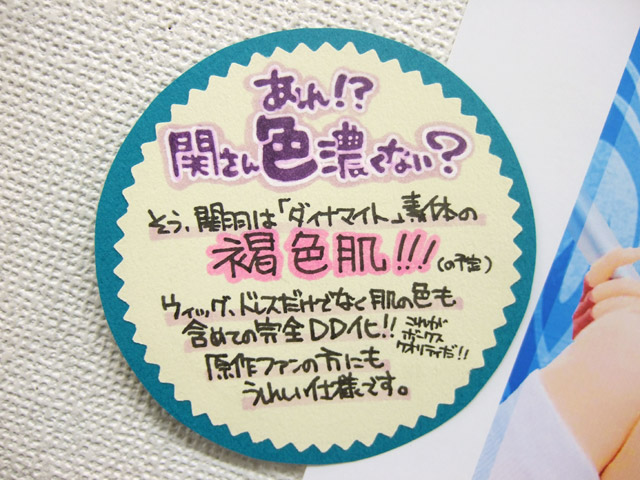 あれ!?
関さん色濃くない?
そう、関羽は「ダイナマイト」素体の
褐色肌!!!(の予定)
ウィッグ、ドレスだけでなく肌の色も
含めての完全DD化!!
これが
ボークス
クオリティだ!!
原作ファンの方にも
うれしい仕様です。